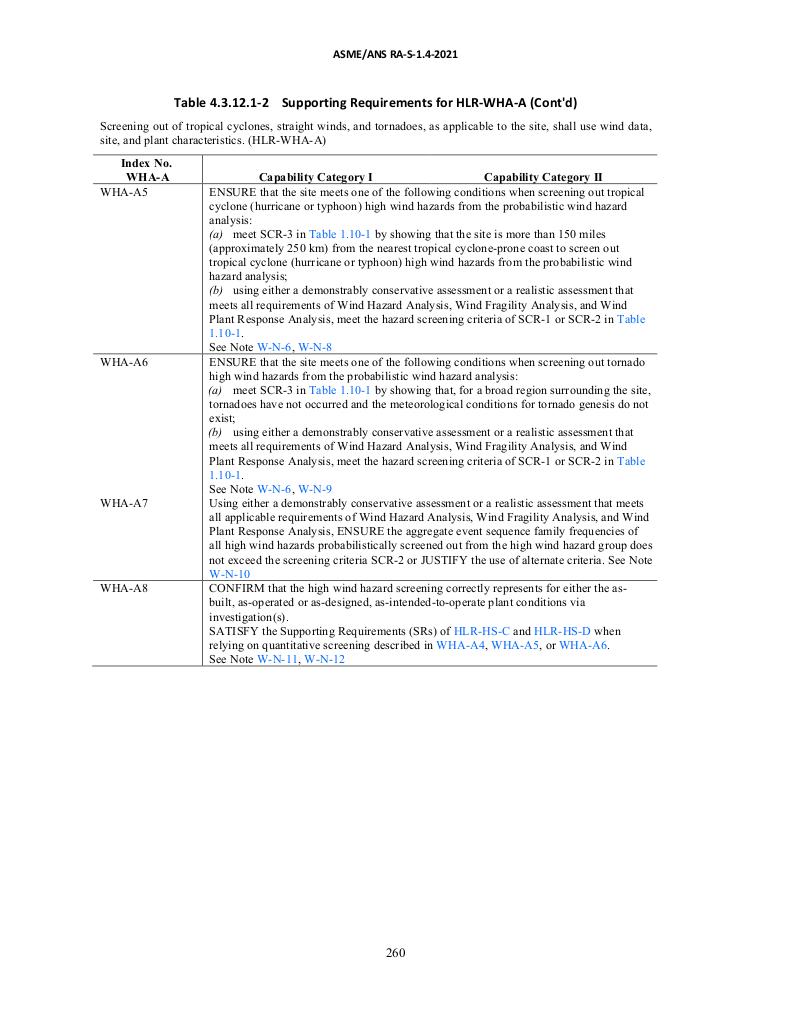 ASME/ANS RA-S-1.4-2021
Table 4.3.12.1-2 Supporting Requirements for HLR-WHA-A (Cont'd)
Screening out of tropical cyclones, straight winds, and tornadoes, as applicable to the site, shall use wind data,
site, and plant characteristics. (HLR-WHA-A)
Index No.
WHA-A
Capability Category I Capability Category II
WHA-A5 ENSURE that the site meets one of the following conditions when screening out tropical
cyclone (hurricane or typhoon) high wind hazards from the probabilistic wind hazard
analysis:
(a) meet SCR-3 in Table 1.10-1 by showing that the site is more than 150 miles
(approximately 250 km) from the nearest tropical cyclone-prone coast to screen out
tropical cyclone (hurricane or typhoon) high wind hazards from the probabilistic wind
hazard analysis;
(b) using either a demonstrably conservative assessment or a realistic assessment that
meets all requirements of Wind Hazard Analysis, Wind Fragility Analysis, and Wind
Plant Response Analysis, meet the hazard screening criteria of SCR-1 or SCR-2 in Table
1.10-1.
See Note W-N-6, W-N-8
WHA-A6 ENSURE that the site meets one of the following conditions when screening out tornado
high wind hazards from the probabilistic wind hazard analysis:
(a) meet SCR-3 in Table 1.10-1 by showing that, for a broad region surrounding the site,
tornadoes have not occurred and the meteorological conditions for tornado genesis do not
exist;
(b) using either a demonstrably conservative assessment or a realistic assessment that
meets all requirements of Wind Hazard Analysis, Wind Fragility Analysis, and Wind
Plant Response Analysis, meet the hazard screening criteria of SCR-1 or SCR-2 in Table
1.10-1.
See Note W-N-6, W-N-9
WHA-A7 Using either a demonstrably conservative assessment or a realistic assessment that meets
all applicable requirements of Wind Hazard Analysis, Wind Fragility Analysis, and Wind
Plant Response Analysis, ENSURE the aggregate event sequence family frequencies of
all high wind hazards probabilistically screened out from the high wind hazard group does
not exceed the screening criteria SCR-2 or JUSTIFY the use of alternate criteria. See Note
W-N-10
WHA-A8 CONFIRM that the high wind hazard screening correctly represents for either the as-
built, as-operated or as-designed, as-intended-to-operate plant conditions via
investigation(s).
SATISFY the Supporting Requirements (SRs) of HLR-HS-C and HLR-HS-D when
relying on quantitative screening described in WHA-A4, WHA-A5, or WHA-A6.
See Note W-N-11, W-N-12
260